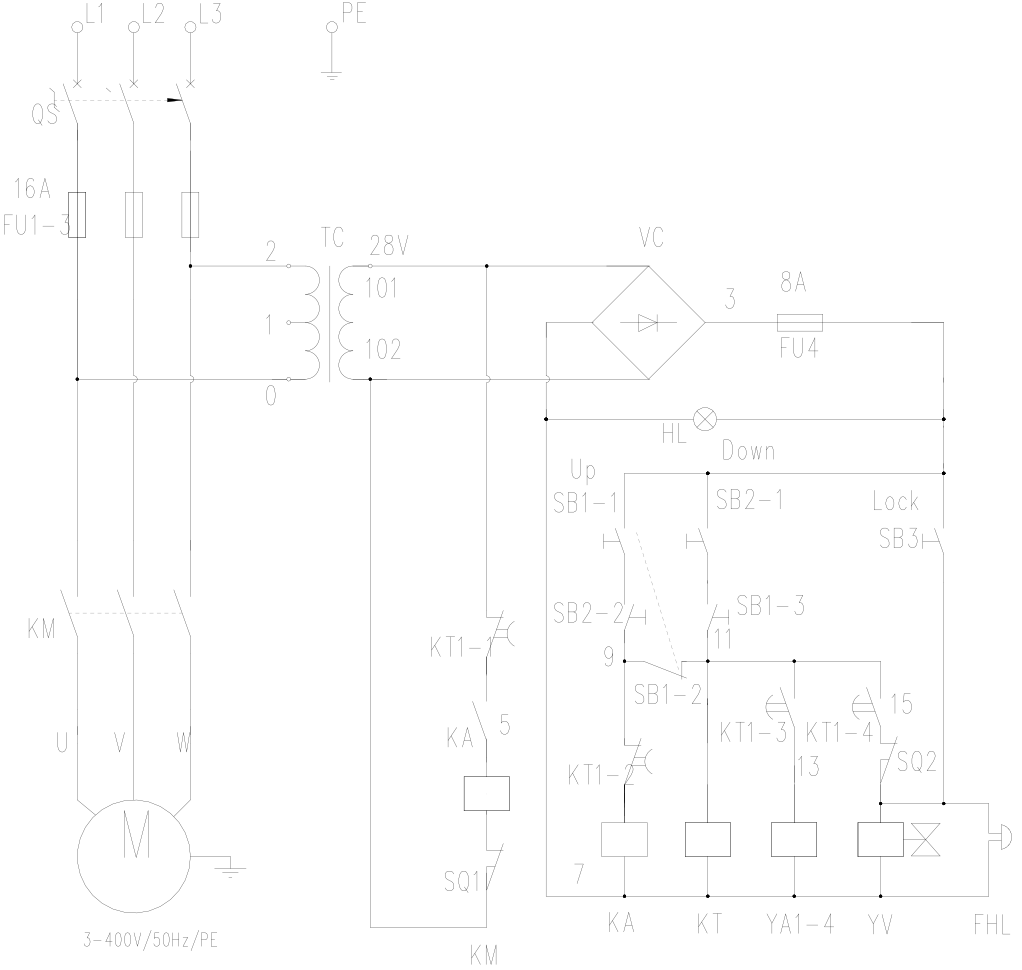 L1
L2
L3
PE
QS
16A
FU1-3
2
TC
28V
VC
101
3
8A
1
102
FU4
0
HL
Down
Up
SB1-1
SB2-1
Lock
SB3
SB2-2
SB1-3
KM
KT1-1
11
9
SB1-2
5
KA
15
KT1-3
KT1-4
U
V
W
13
SQ2
KT1-2
M
SQ1
7
KA
KT
YA1-4
YV
FHL
3-400V/50Hz/PE
KM